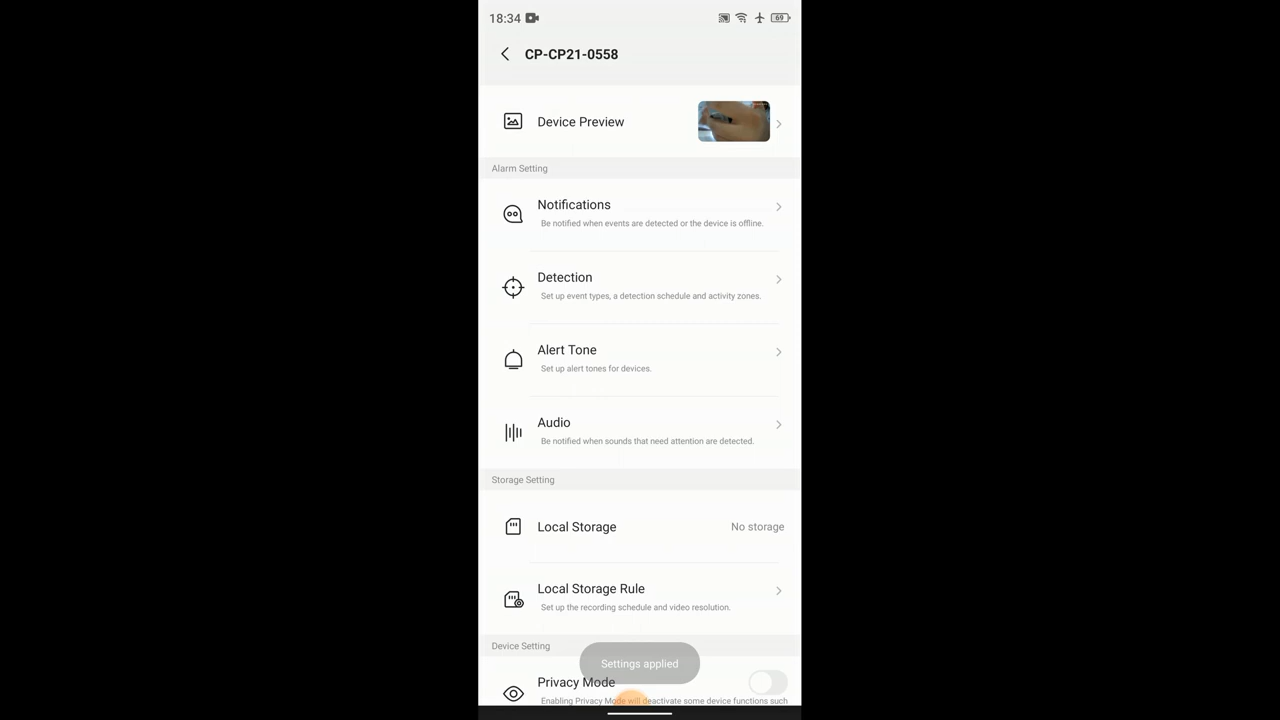 18:34
69
CP-CP21-0558
Device Preview
Alarm Setting
Notifications
Be notified when events are detected or the device is offline.
Detection
Set up event types, a detection schedule and activity zones.
Alert Tone
Set up alert tones for devices.
Audio
Be notified when sounds that need attention are detected.
Storage Setting
Local Storage
No storage
Local Storage Rule
Set up the recording schedule and video resolution.
Device Setting
Settings applied
Privacy Mode
Enabling Privacy Mode will deactivate some device functions such